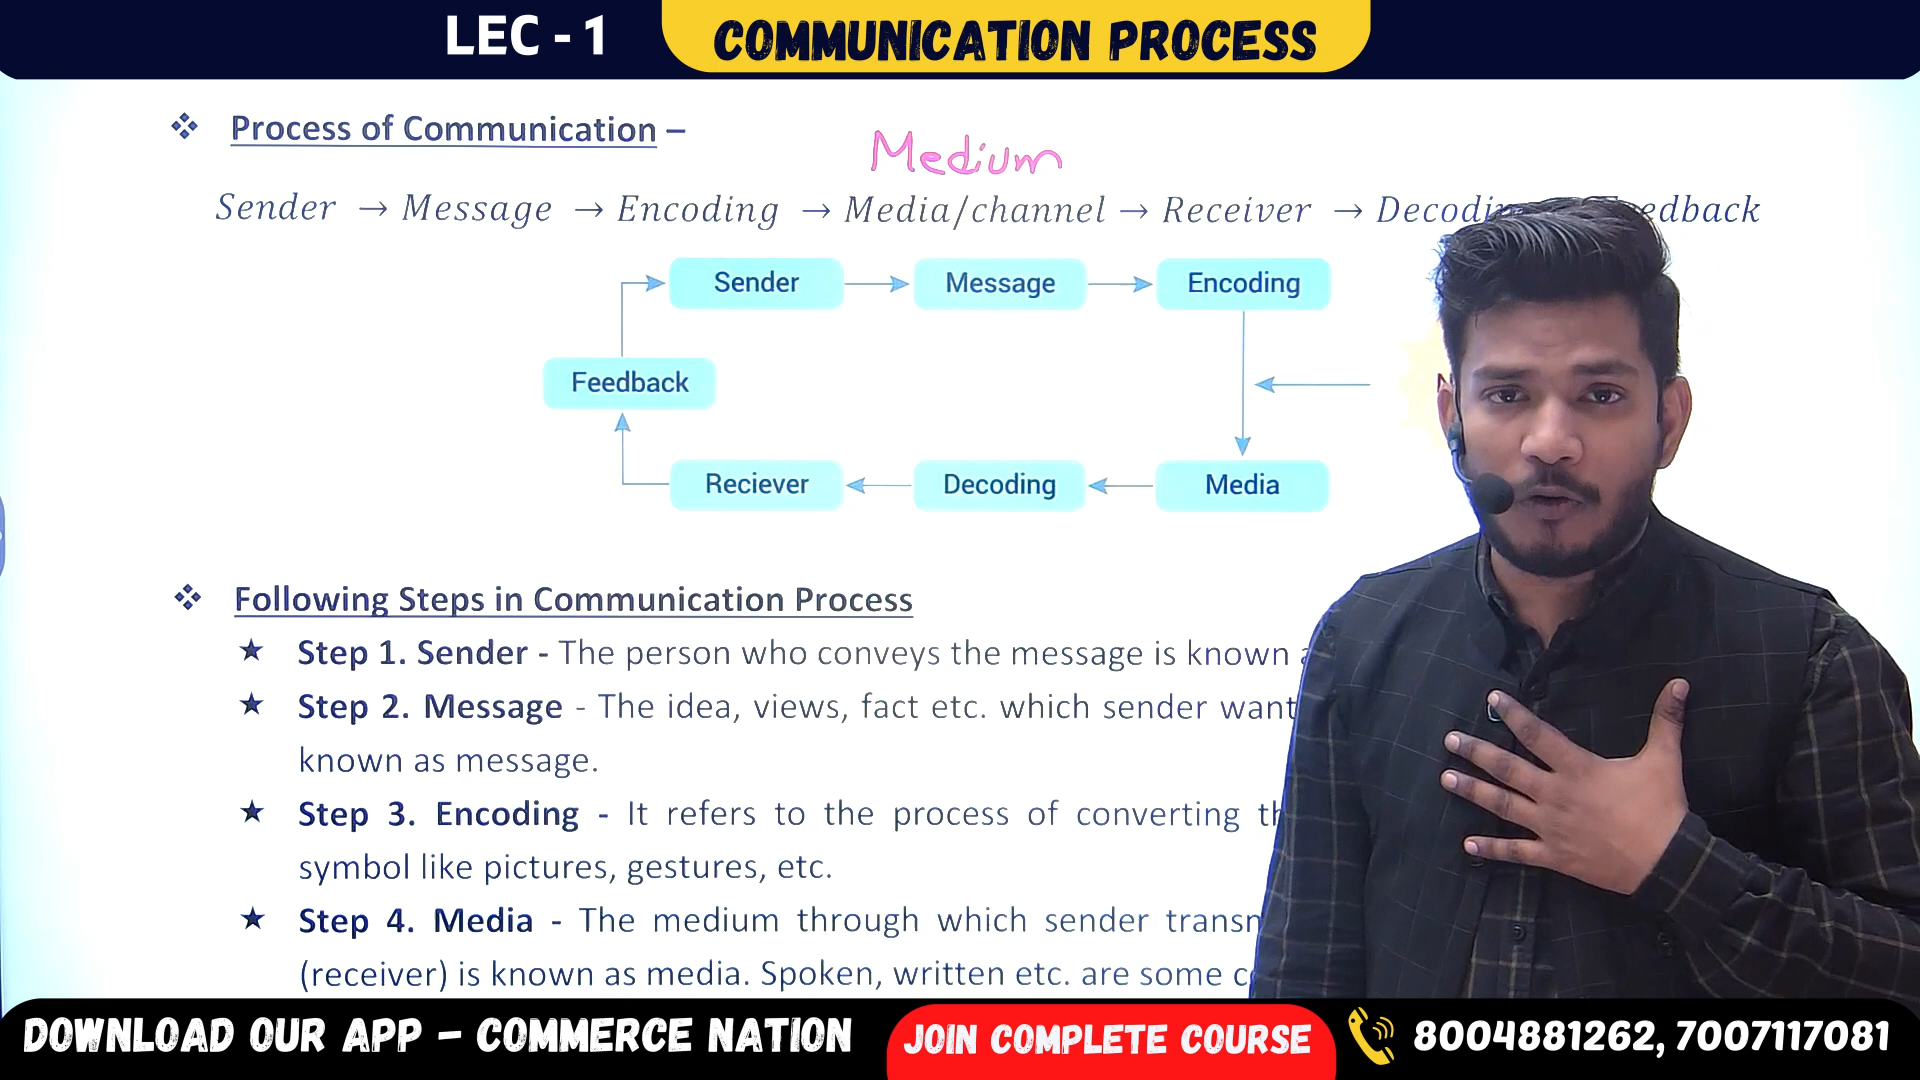 LEC - 1 COMMUNICATION PROCESS
Process of Communication –
Medium
Sender → Message → Encoding → Media/channel → Receiver → Decodi edback
Sender Message Encoding
Feedback
Reciever Decoding Media
Following Steps in Communication Process
Step 1. Sender - The person who conveys the message is known
Step 2. Message - The idea, views, fact etc. which sender want
known as message.
Step 3. Encoding - It refers to the process of converting
symbol like pictures, gestures, etc.
Step 4. Media - The medium through which sender transm
(receiver) is known as media. Spoken, written etc. are some
DOWNLOAD OUR APP – COMMERCE NATION JOIN COMPLETE COURSE 8004881262, 7007117081